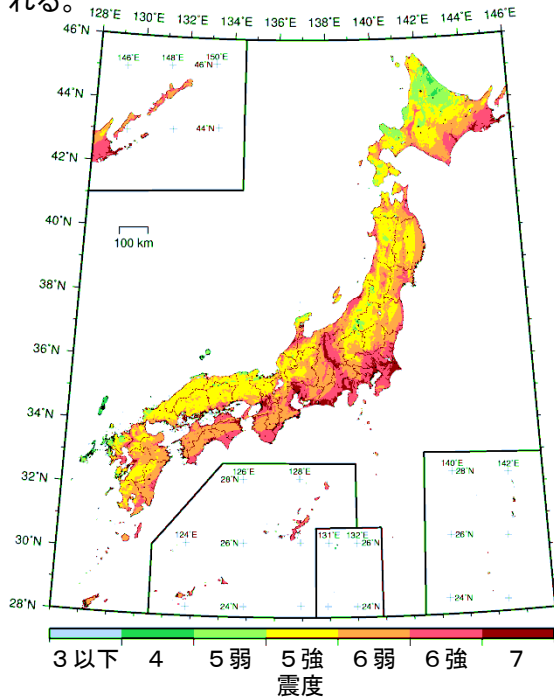 れる。
128°E 130°E 132°E 134°E 136°E 138°E 140°E 142°E 144°E 146°E
46°N
146°E 148°E 150°E
46°N
44°N
44°N
42°N
40°N
100 km
38°N
36°N
34°N
32°N
126°E 128°E
28°N
140°E 142°E
28°N
30°N
124°E
26°N
131°E 132°E
26°N
26°N
28°N
24°N
24°N
24°N
3以下 4 5弱 5強 6弱 6強 7
震度